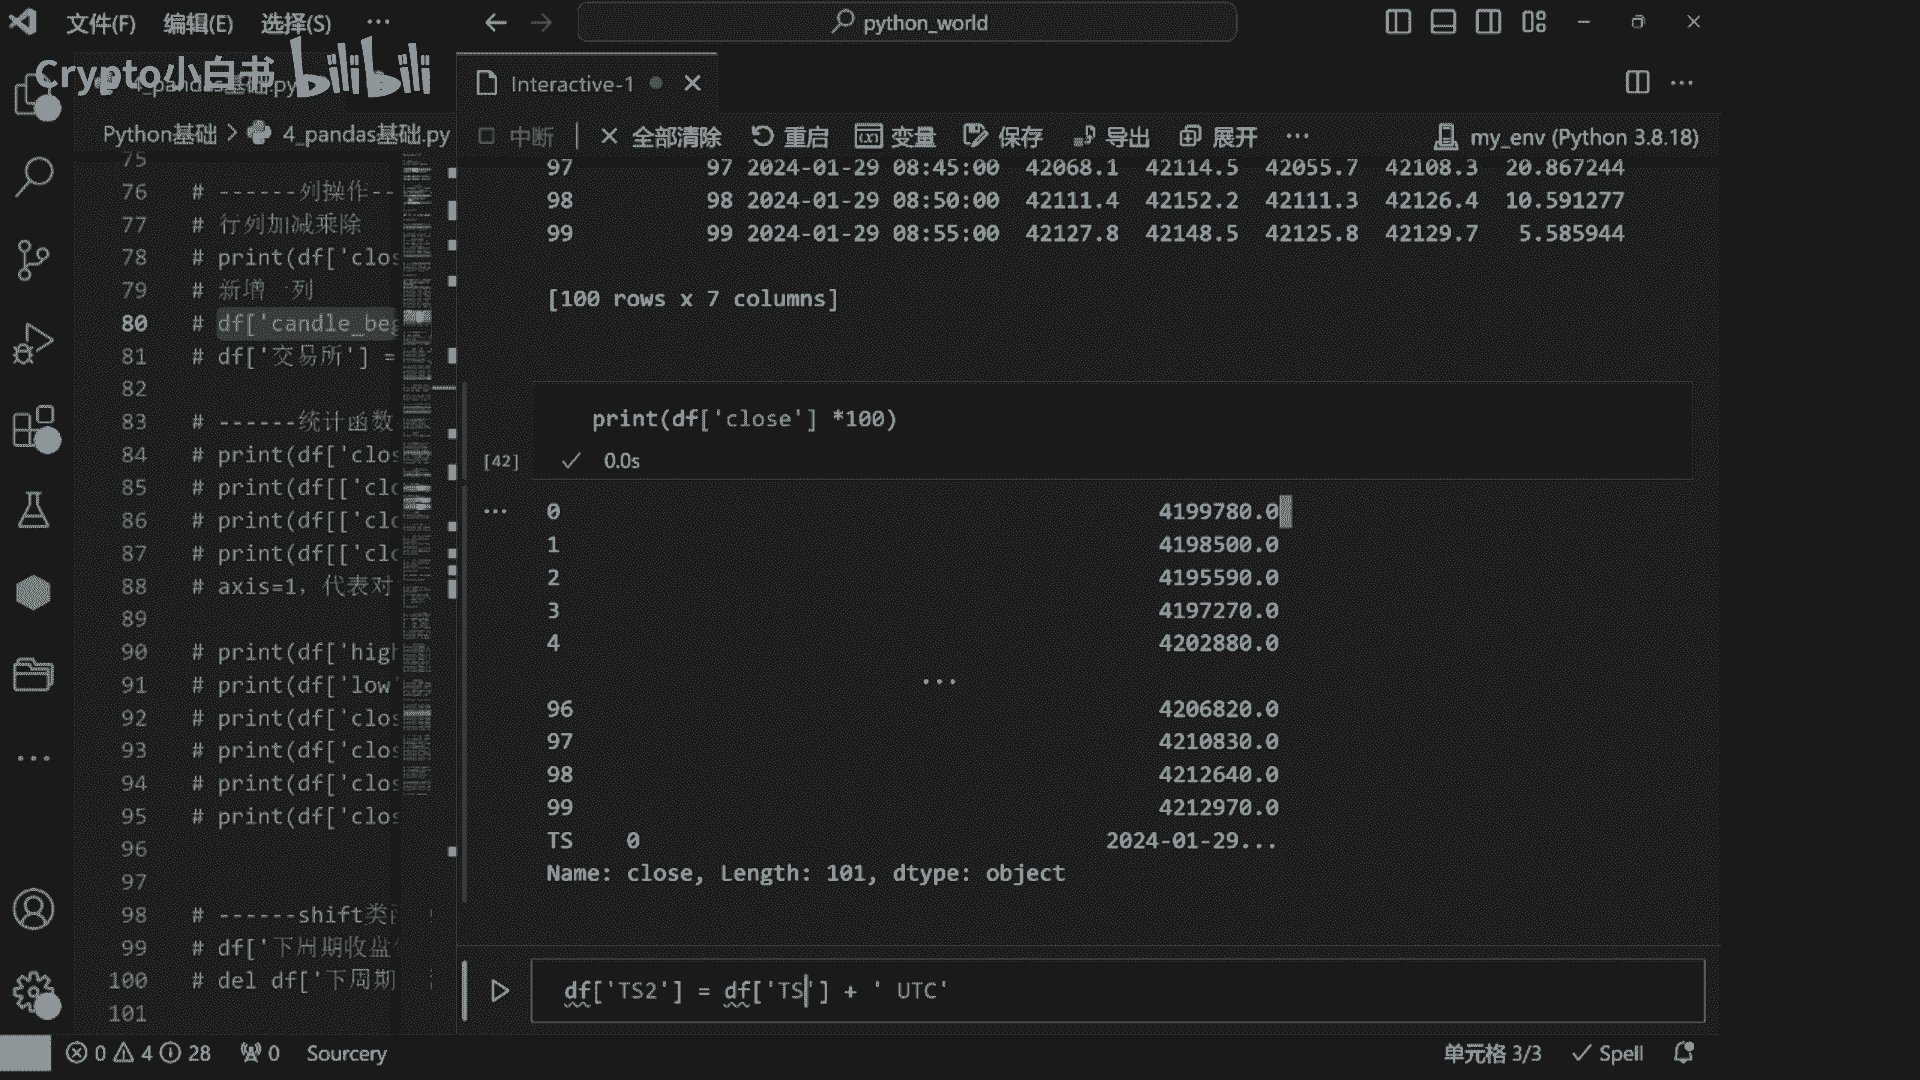 文件(F) 编辑(E) 选择(S) ··· python_world
Crypto小白书 bilibili
Interactive-1
Python基础 > 4_pandas基础.py
中断 | 全部清除 重启 变量 保存 导出 展开 ··· my_env (Python 3.8.18)
75
76 # ------列操作--
77 # 行列加减乘除
78 # print(df['clos
79 # 新增一列
80 # df['candle_beg
81 # df['交易所'] =
82
83 # ------统计函数
84 # print(df['clos
85 # print(df[['clo
86 # print(df[['clo
87 # print(df[['clo
88 # axis=1，代表对
89
90 # print(df['high
91 # print(df['low'
92 # print(df['clos
93 # print(df['clos
94 # print(df['clos
95 # print(df['clos
96
97
98 # ------shift类
99 # df['下周期收盘
100 # del df['下周期
101
97 97 2024-01-29 08:45:00 42068.1 42114.5 42055.7 42108.3 20.867244
98 98 2024-01-29 08:50:00 42111.4 42152.2 42111.3 42126.4 10.591277
99 99 2024-01-29 08:55:00 42127.8 42148.5 42125.8 42129.7 5.585944
[100 rows x 7 columns]
print(df['close'] *100)
[42] ✓ 0.0s
0 4199780.0
1 4198500.0
2 4195590.0
3 4197270.0
4 4202880.0
...
96 4206820.0
97 4210830.0
98 4212640.0
99 4212970.0
TS 0 2024-01-29...
Name: close, Length: 101, dtype: object
df['TS2'] = df['TS'] + ' UTC'
0 4 28 0 Sourcery 单元格 3/3 Spell